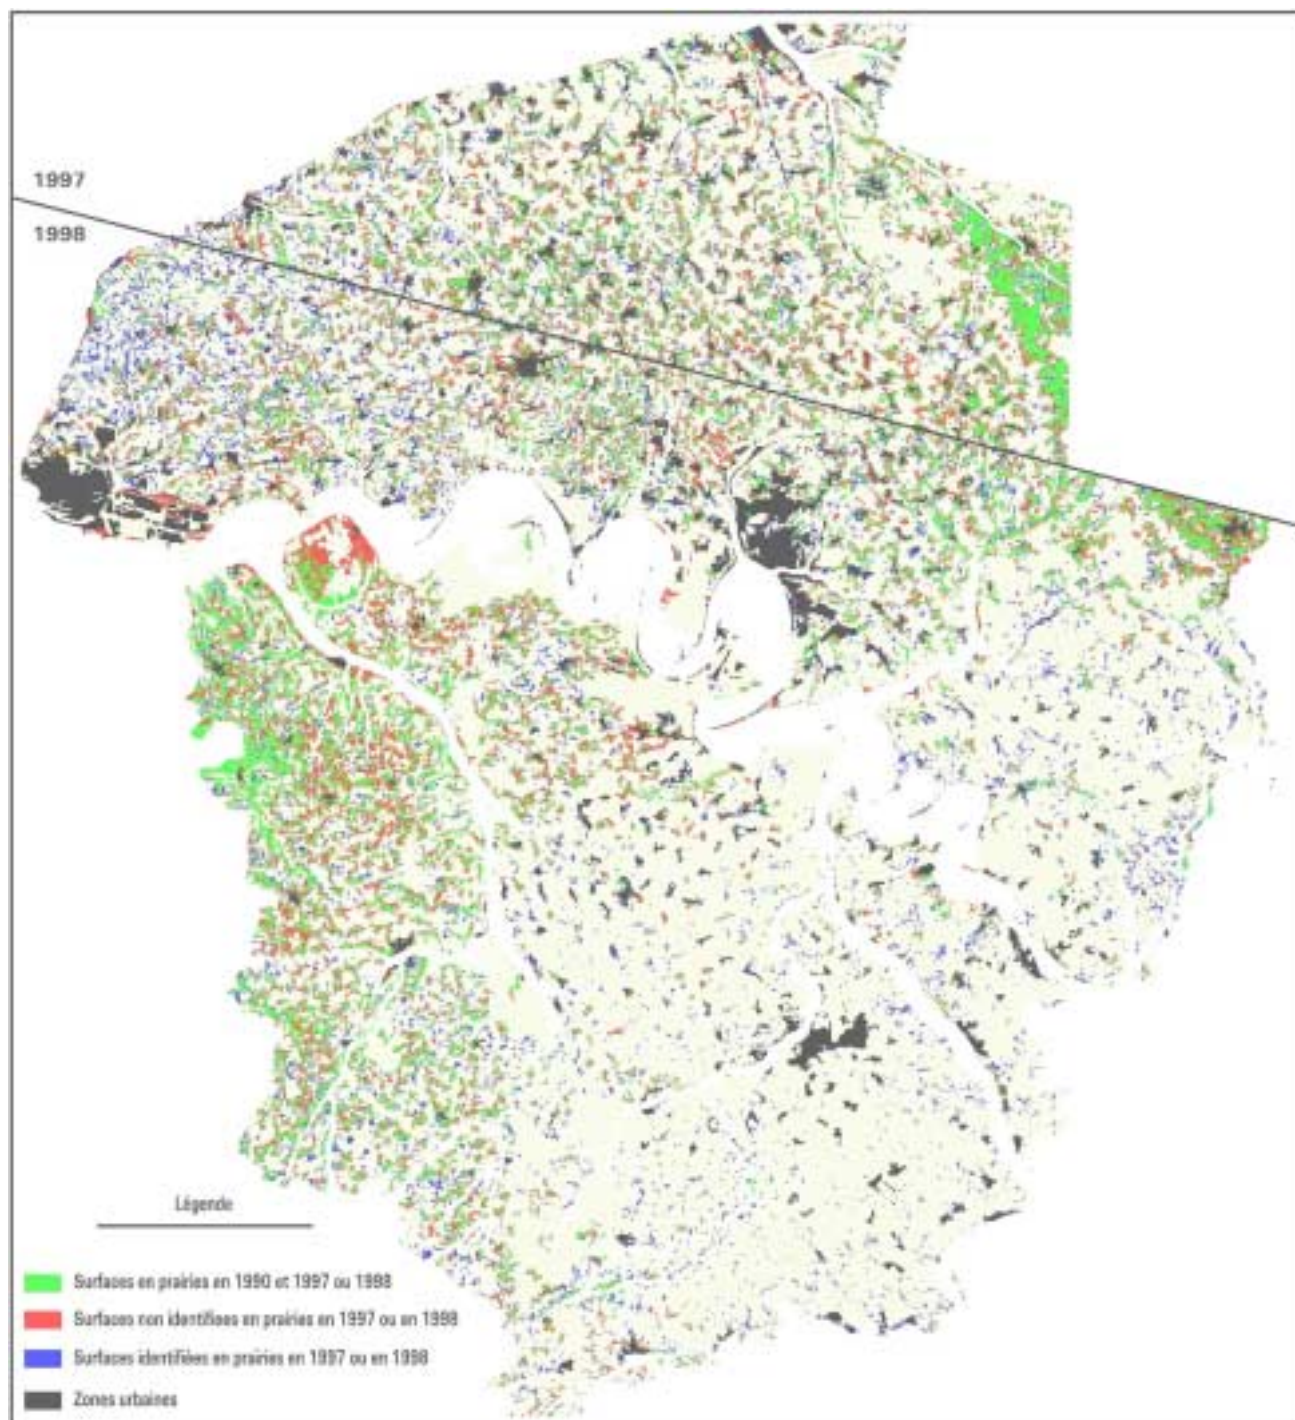 1997
1998
Légende
Surfaces en prairies en 1990 et 1997 ou 1998
Surfaces non identifiees en prairies en 1997 ou en 1998
Surfaces identifiées en prairies en 1997 ou en 1998
Zones urbaines